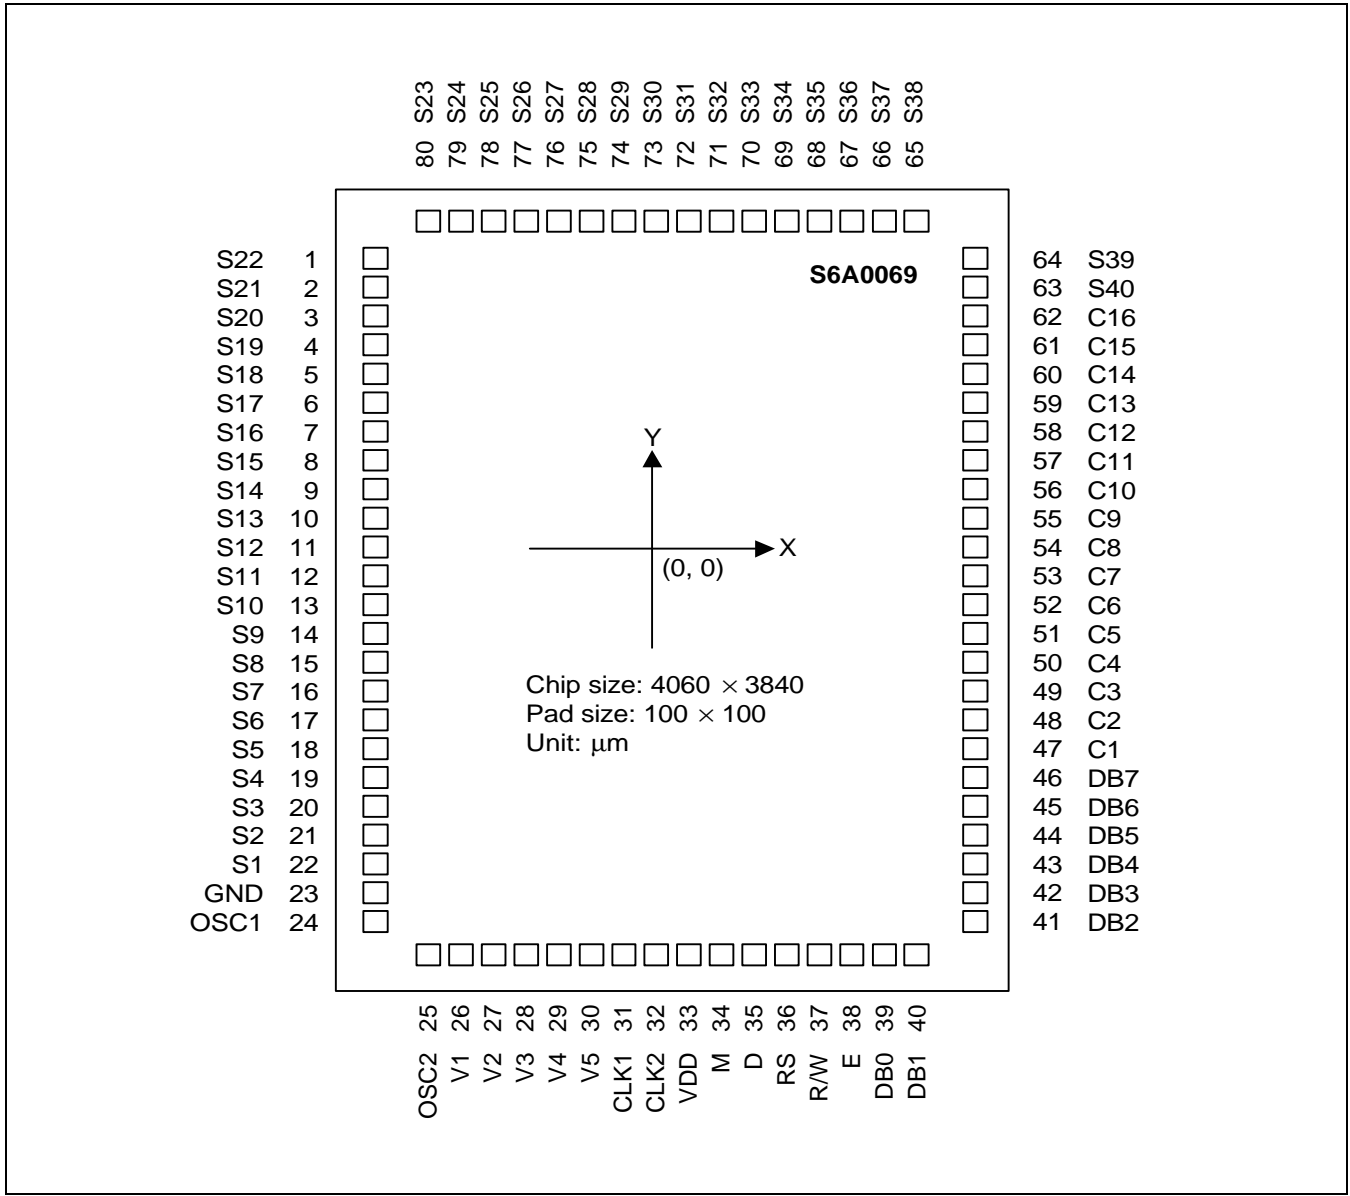 80 S23
79 S24
78 S25
77 S26
76 S27
75 S28
74 S29
73 S30
72 S31
71 S32
70 S33
69 S34
68 S35
67 S36
66 S37
65 S38
S6A0069
S22 1
S21 2
S20 3
S19 4
S18 5
S17 6
S16 7
S15 8
S14 9
S13 10
S12 11
S11 12
S10 13
S9 14
S8 15
S7 16
S6 17
S5 18
S4 19
S3 20
S2 21
S1 22
GND 23
OSC1 24
Y
X
(0, 0)
Chip size: 4060 × 3840
Pad size: 100 × 100
Unit: µm
64 S39
63 S40
62 C16
61 C15
60 C14
59 C13
58 C12
57 C11
56 C10
55 C9
54 C8
53 C7
52 C6
51 C5
50 C4
49 C3
48 C2
47 C1
46 DB7
45 DB6
44 DB5
43 DB4
42 DB3
41 DB2
OSC2 25
V1 26
V2 27
V3 28
V4 29
V5 30
CLK1 31
CLK2 32
VDD 33
M 34
D 35
RS 36
R/W 37
E 38
DB0 39
DB1 40